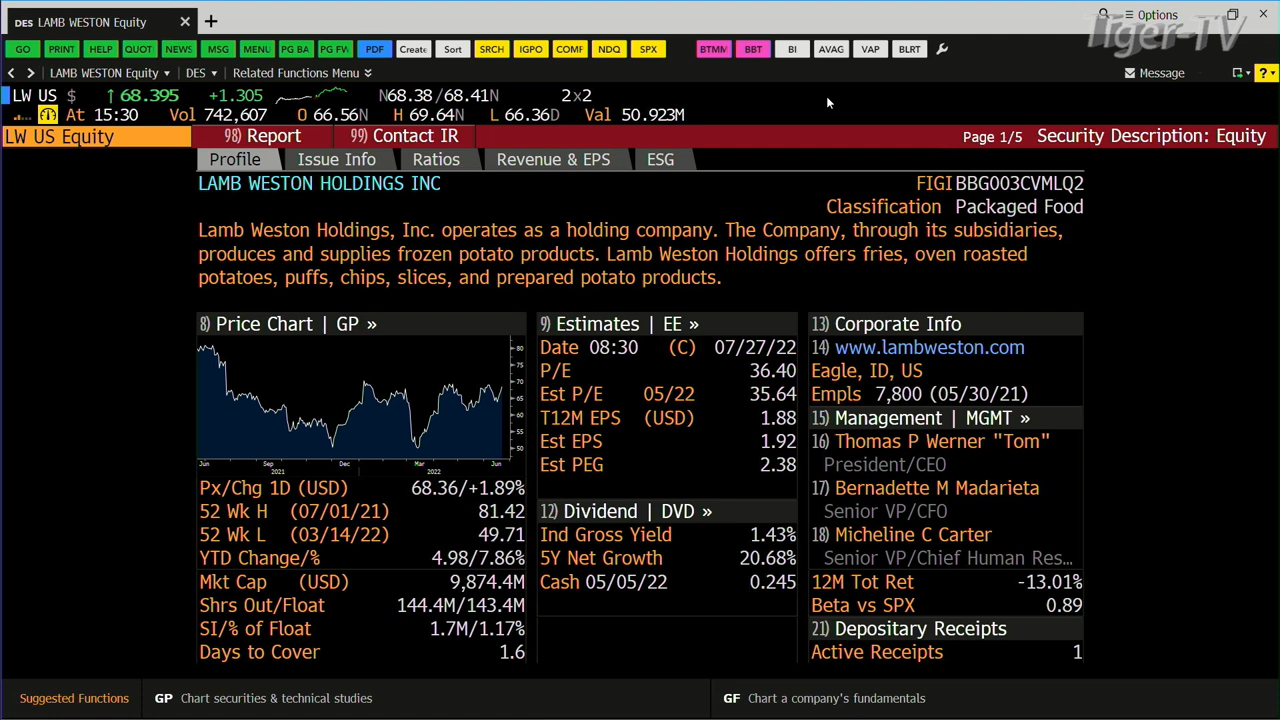 DES LAMB WESTON Equity × +
Options
Tiger-TV
GO PRINT HELP QUOT NEWS MSG MENU PG BA PG FW PDF Create Sort SRCH IGPO COMF NDQ SPX BTMM BBT BI AVAG VAP BLRT
< > LAMB WESTON Equity DES Related Functions Menu Message ?
LW US $ ↑68.395 +1.305 N68.38/68.41N 2x2
At 15:30 Vol 742,607 O 66.56N H 69.64N L 66.36D Val 50.923M
LW US Equity 98) Report 99) Contact IR Page 1/5 Security Description: Equity
Profile Issue Info Ratios Revenue & EPS ESG
LAMB WESTON HOLDINGS INC FIGI BBG003CVMLQ2
Classification Packaged Food
Lamb Weston Holdings, Inc. operates as a holding company. The Company, through its subsidiaries,
produces and supplies frozen potato products. Lamb Weston Holdings offers fries, oven roasted
potatoes, puffs, chips, slices, and prepared potato products.
8) Price Chart | GP »
80
75
70
65
60
55
50
Jun Sep Dec Mar Jun
2021 2022
Px/Chg 1D (USD) 68.36/+1.89%
52 Wk H (07/01/21) 81.42
52 Wk L (03/14/22) 49.71
YTD Change/% 4.98/7.86%
Mkt Cap (USD) 9,874.4M
Shrs Out/Float 144.4M/143.4M
SI/% of Float 1.7M/1.17%
Days to Cover 1.6
9) Estimates | EE »
Date 08:30 (C) 07/27/22
P/E 36.40
Est P/E 05/22 35.64
T12M EPS (USD) 1.88
Est EPS 1.92
Est PEG 2.38
12) Dividend | DVD »
Ind Gross Yield 1.43%
5Y Net Growth 20.68%
Cash 05/05/22 0.245
13) Corporate Info
14) www.lambweston.com
Eagle, ID, US
Empls 7,800 (05/30/21)
15) Management | MGMT »
16) Thomas P Werner "Tom"
President/CEO
17) Bernadette M Madarieta
Senior VP/CFO
18) Micheline C Carter
Senior VP/Chief Human Res...
12M Tot Ret -13.01%
Beta vs SPX 0.89
21) Depositary Receipts
Active Receipts 1
Suggested Functions GP Chart securities & technical studies GF Chart a company's fundamentals